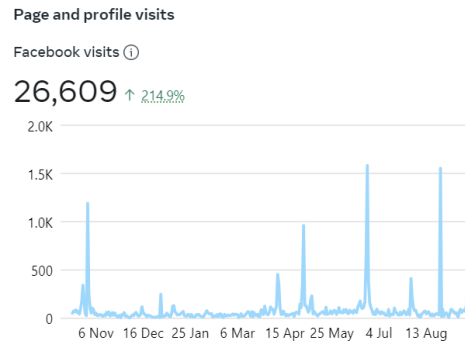 Page and profile visits
Facebook visits
26,609 ↑ 214.9%
2.0K
1.5K
1.0K
500
0
6 Nov 16 Dec 25 Jan 6 Mar 15 Apr 25 May 4 Jul 13 Aug